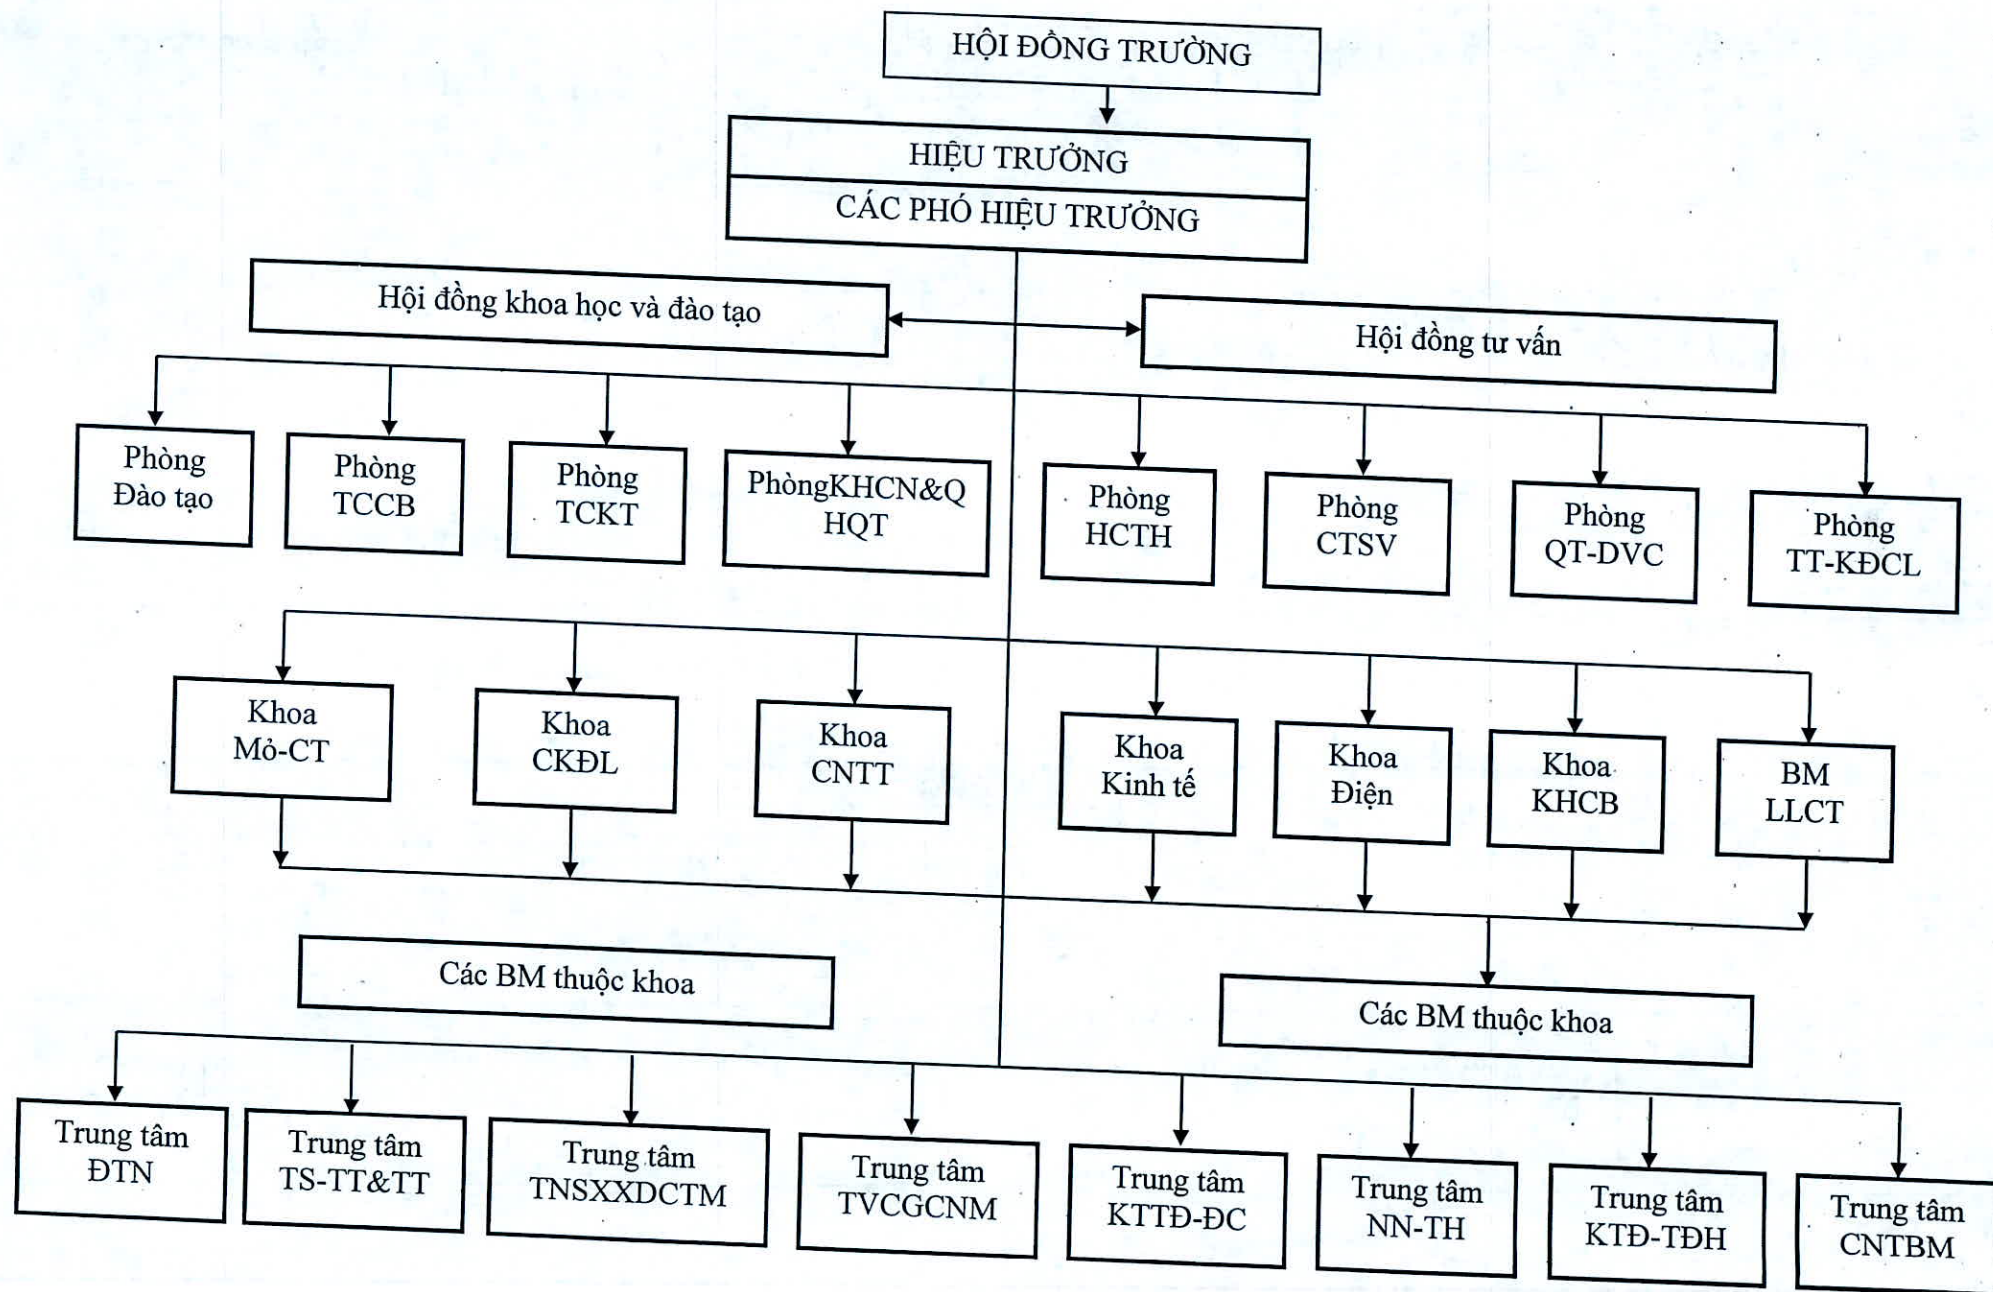 HỘI ĐỒNG TRƯỜNG
HIỆU TRƯỞNG
CÁC PHÓ HIỆU TRƯỞNG
Hội đồng khoa học và đào tạo
Hội đồng tư vấn
Phòng
Đào tạo
Phòng
TCCB
Phòng
TCKT
PhòngKHCN&Q
HQT
Phòng
HCTH
Phòng
CTSV
Phòng
QT-DVC
Phòng
TT-KĐCL
Khoa
Mỏ-CT
Khoa
CKĐL
Khoa
CNTT
Khoa
Kinh tế
Khoa
Điện
Khoa
KHCB
BM
LLCT
Các BM thuộc khoa
Các BM thuộc khoa
Trung tâm
ĐTN
Trung tâm
TS-TT&TT
Trung tâm
TNSXXDCTM
Trung tâm
TVCGCNM
Trung tâm
KTTĐ-ĐC
Trung tâm
NN-TH
Trung tâm
KTĐ-TĐH
Trung tâm
CNTBM